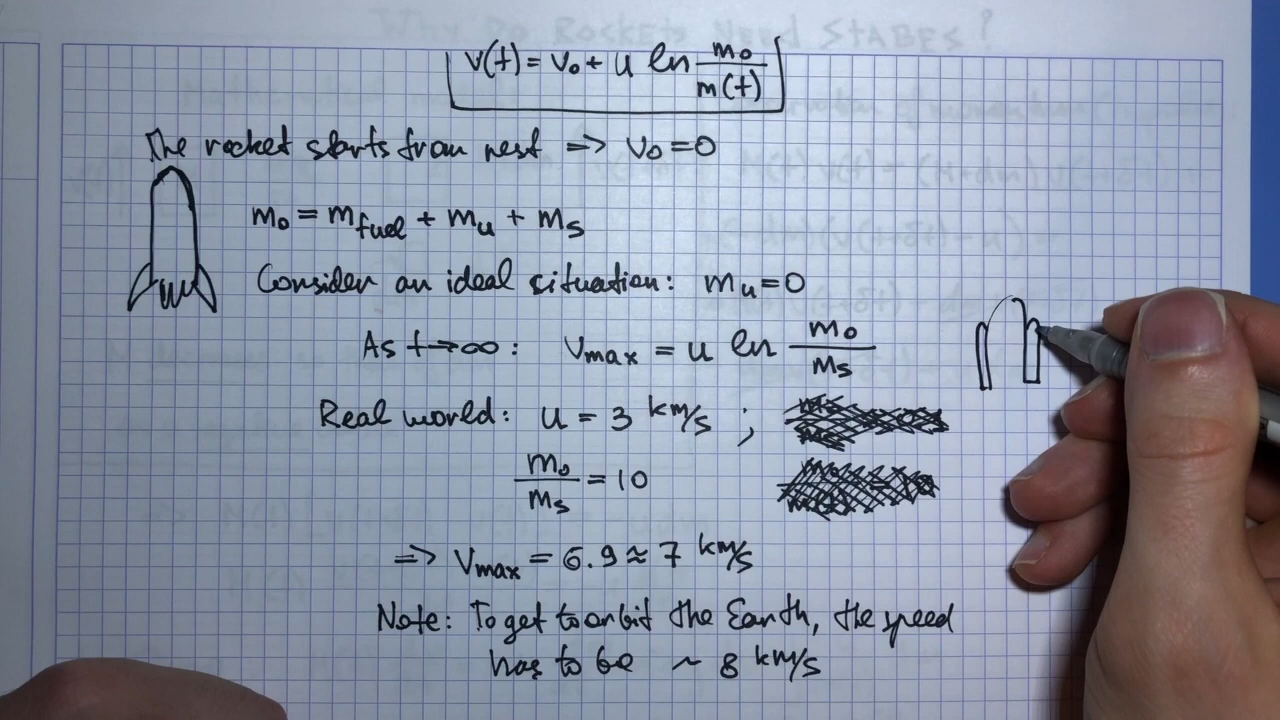 v(t) = v₀ + u ln m₀/m(t)
The rocket starts from rest => v₀ = 0
m₀ = m_fuel + m_u + m_s
Consider an ideal situation: m_u = 0
As t→∞: v_max = u ln m₀/m_s
Real world: u = 3 km/s ;
m₀/m_s = 10
=> v_max = 6.9 ≈ 7 km/s
Note: To get to orbit the Earth, the speed
has to be ~ 8 km/s